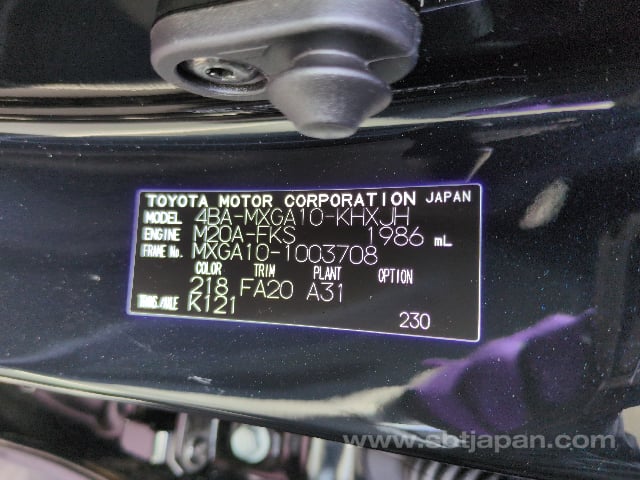 TOYOTA MOTOR CORPORATION JAPAN
MODEL 4BA-MXGA10-KHXJH
ENGINE M20A-FKS 1986 mL
FRAME No. MXGA10-1003708
COLOR TRIM PLANT OPTION
218 FA20 A31
TRANS./AXLE K121
230
www.sbtjapan.com